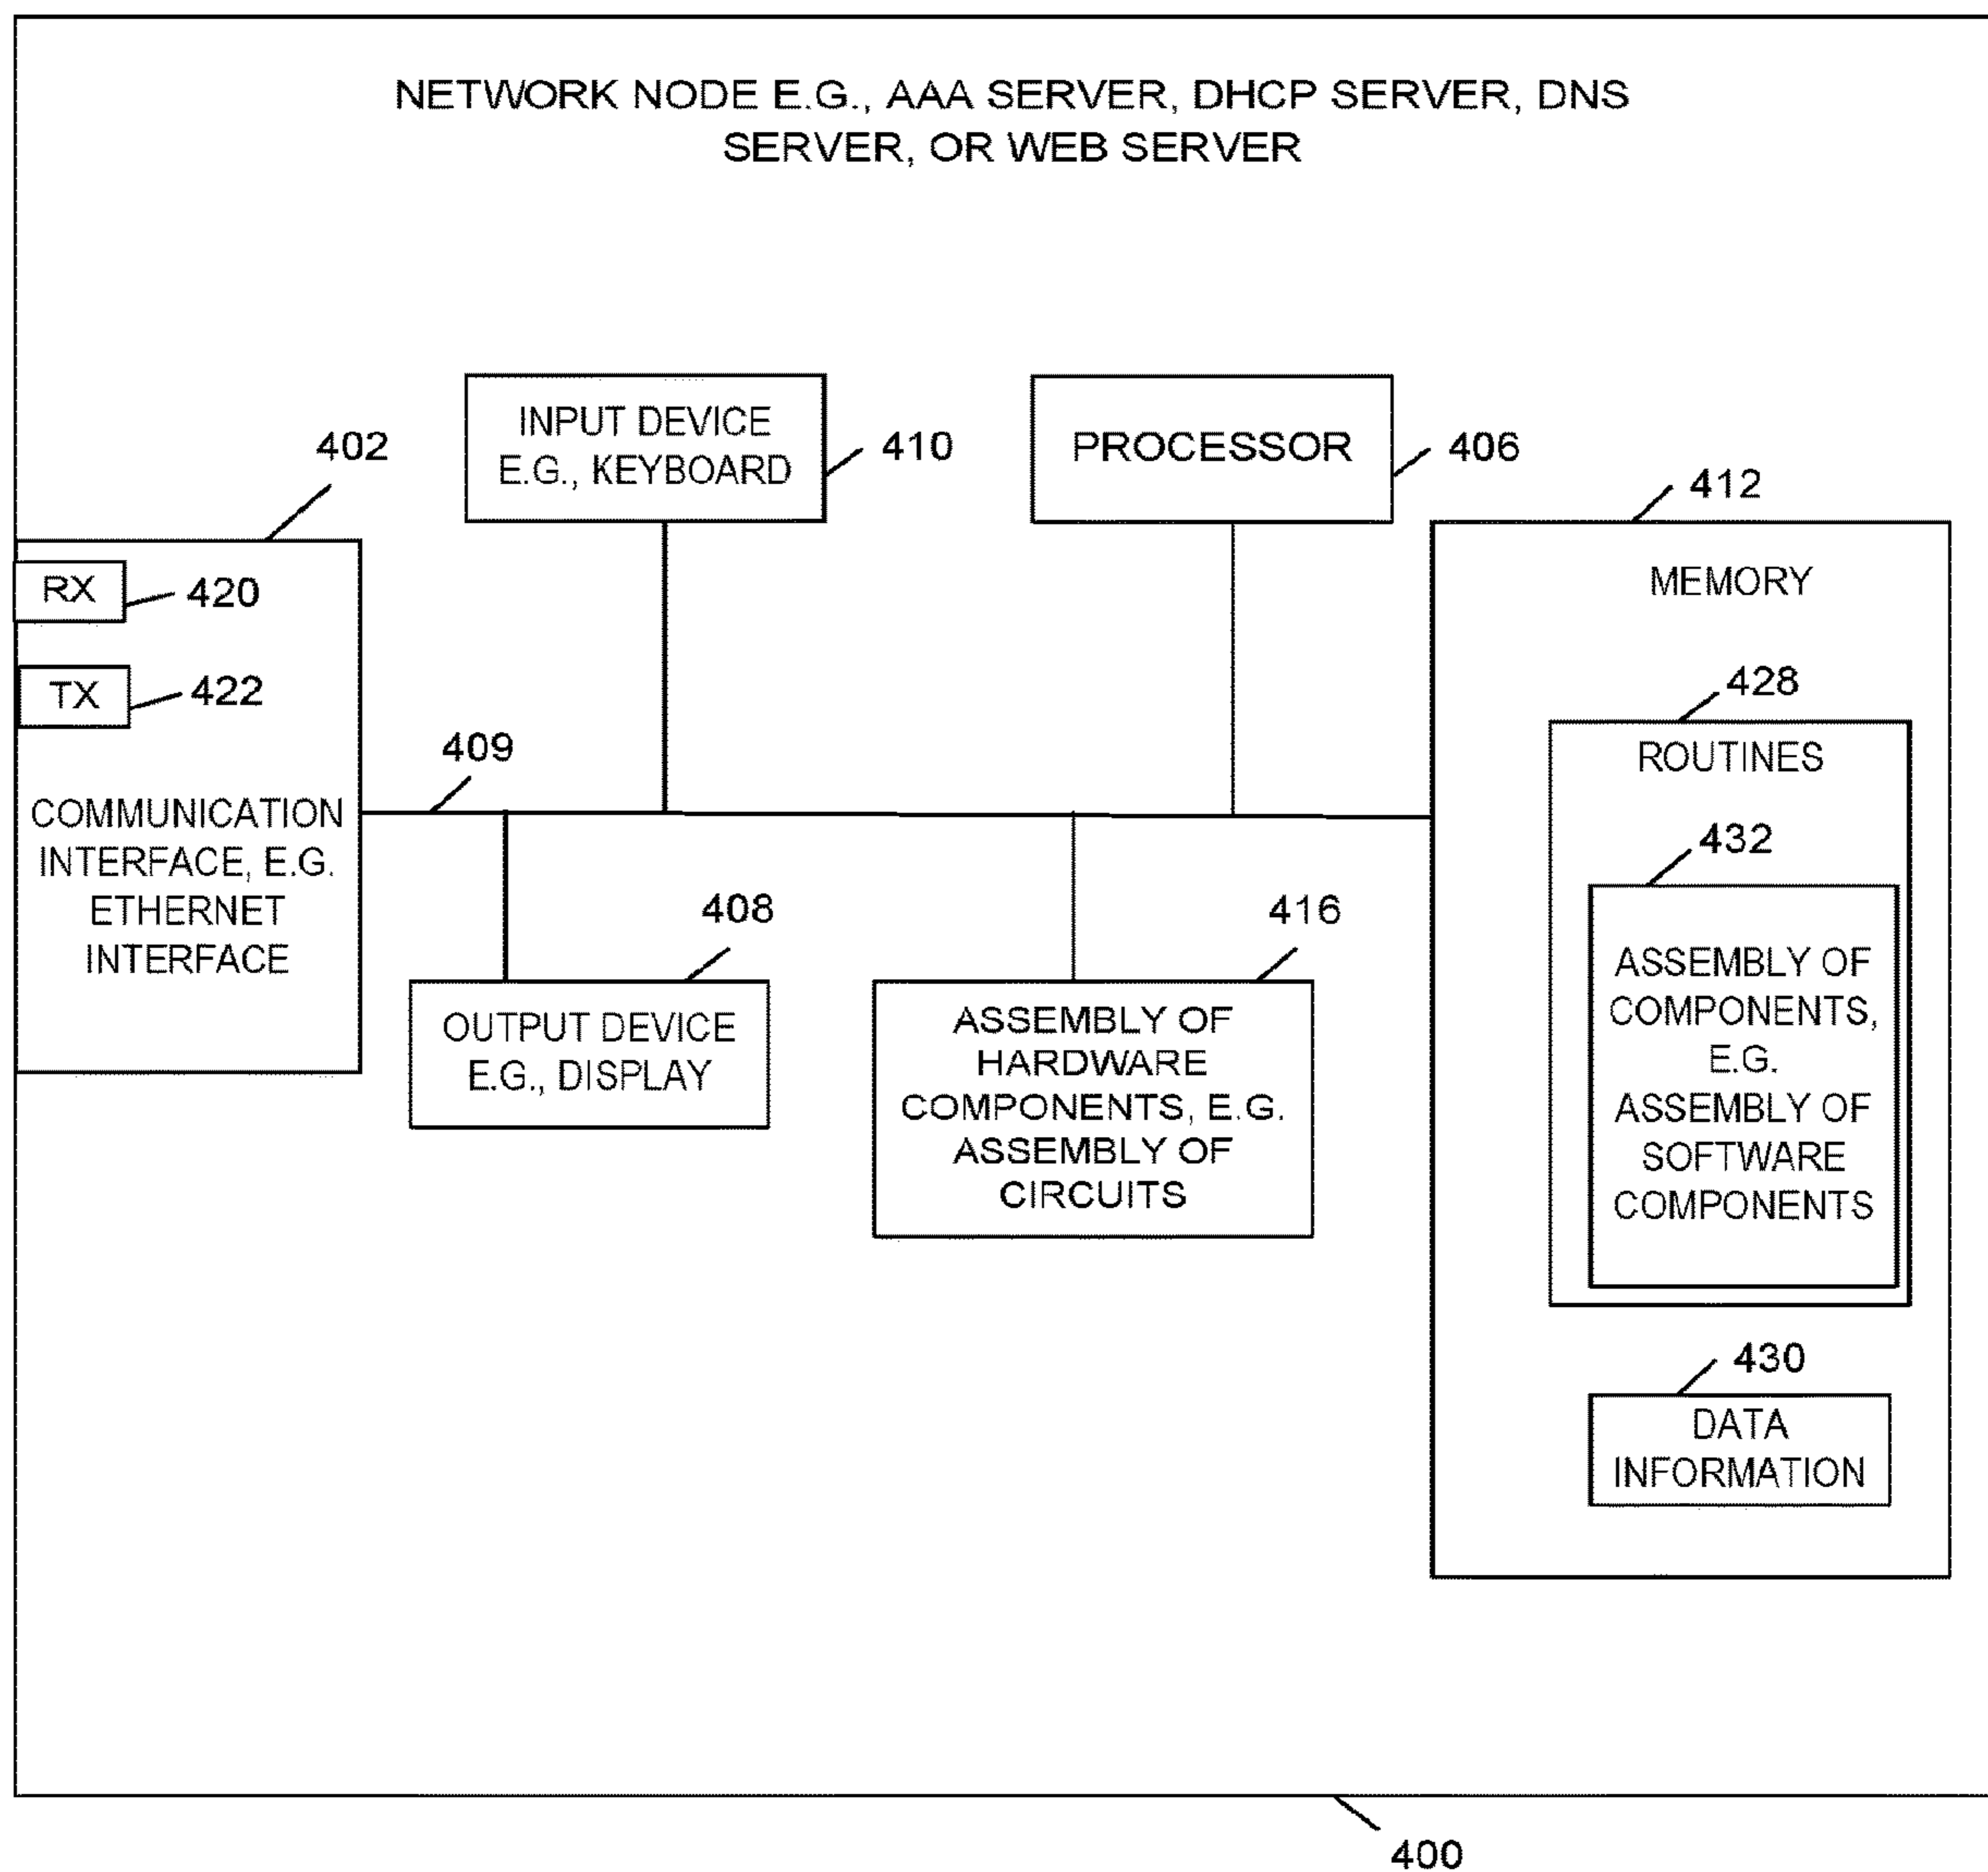 NETWORK NODE E.G., AAA SERVER, DHCP SERVER, DNS
SERVER, OR WEB SERVER
402
RX
420
TX
422
COMMUNICATION
INTERFACE, E.G.
ETHERNET
INTERFACE
409
INPUT DEVICE
E.G., KEYBOARD
410
PROCESSOR
406
408
OUTPUT DEVICE
E.G., DISPLAY
416
ASSEMBLY OF
HARDWARE
COMPONENTS, E.G.
ASSEMBLY OF
CIRCUITS
412
MEMORY
428
ROUTINES
432
ASSEMBLY OF
COMPONENTS,
E.G.
ASSEMBLY OF
SOFTWARE
COMPONENTS
430
DATA
INFORMATION
400